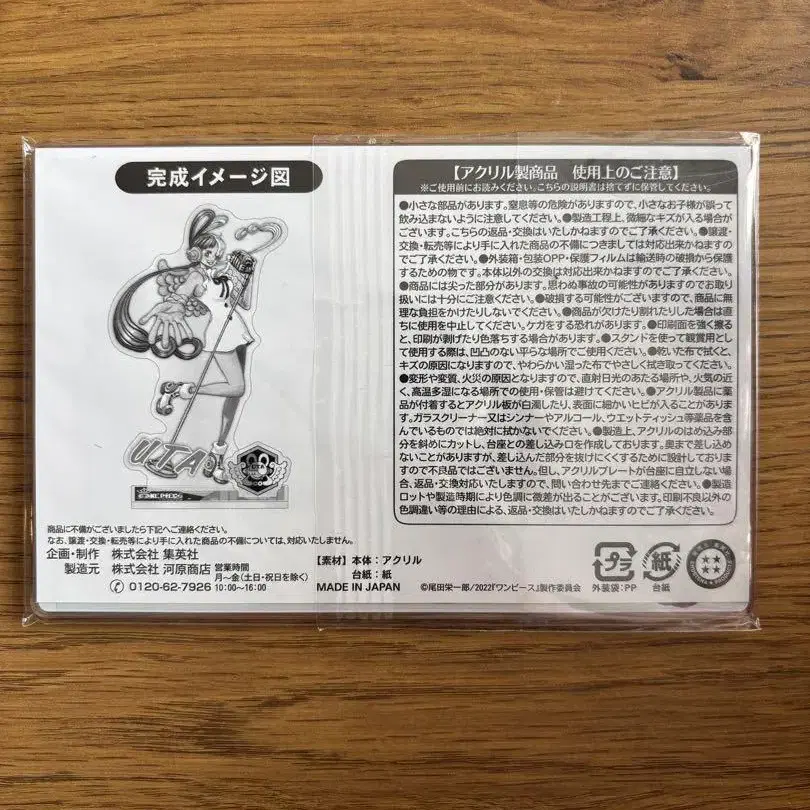 完成イメージ図
UTA
ONE PIECE
商品に不備がございましたら下記へご連絡ください。
なお、譲渡・交換・転売等により手に入れた商品の不備については、対応いたしません。
企画・制作 株式会社 集英社
製造元 株式会社 河原商店
営業時間
月～金(土日・祝日を除く)
0120-62-7926 10:00～16:00
【素材】本体：アクリル
台紙：紙
MADE IN JAPAN
【アクリル製商品 使用上のご注意】
※ご使用前にお読みください。こちらの説明書は捨てずに保管してください。
●小さな部品があります。窒息等の危険がありますので、小さなお子様が誤って
飲み込まないように注意してください。●製造工程上、微細なキズが入る場合が
ございます。こちらの返品・交換はいたしかねますのでご了承ください。●譲渡・
交換・転売等により手に入れた商品の不備につきましては対応出来かねますの
でご了承ください。●外装箱・包装OPP・保護フィルムは輸送時の破損から保護
するための物です。本体以外の交換は対応出来かねますのでご了承ください。
●商品には尖った部分があります。思わぬ事故の可能性がありますのでお取
り扱いには十分にご注意ください。●破損する可能性がございますので、商品に無
理な負担をかけたりしないでください。●商品が欠けたり割れたりした場合は直
ちに使用を中止してください。ケガをする恐れがあります。●印刷面を強く擦る
と、印刷が剥げたり色落ちする場合があります。●スタンドを使って観賞用とし
て使用する際は、凹凸のない平らな場所でご使用ください。●乾いた布で拭くと、
キズの原因になりますので、やわらかい湿った布でやさしく拭き取ってください。
●変形や変質、火災の原因となりますので、直射日光のあたる場所や、火気の近
く、高温多湿になる場所での使用・保管は避けてください。●アクリル製品に薬
品が付着するとアクリル板が白濁したり、表面に細かいヒビが入ることがありま
す。ガラスクリーナー又はシンナーやアルコール、ウエットティッシュ等薬品を含
んでいるものでは絶対に拭かないでください。●製造上、アクリルのはめ込み部
分を斜めにカットし、台座との差し込み口を作成しております。奥まで差し込め
ないことがありますが、差し込んだ部分を抜けにくくするために設計しております
ので不良品ではございません。但し、アクリルプレートが台座に自立しない場合、
返品・交換対応いたしますので、問い合わせ先までご連絡ください。●製造
ロットや製造時期により色調に微差が出ることがございます。印刷不良以外の
色調違い等の理由による、返品・交換はいたしかねますのでご了承ください。
プラ
外装袋：PP
紙
台紙
©尾田栄一郎/2022「ワンピース」製作委員会